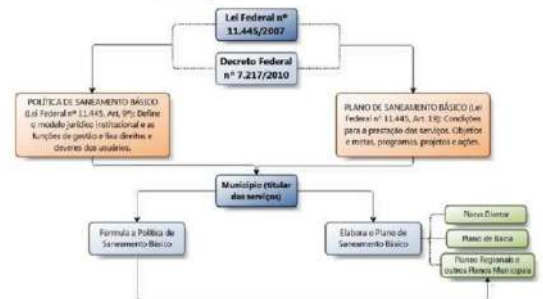 Lei Federal nº
11.445/2007
Decreto Federal
nº 7.217/2010
POLÍTICA DE SANEAMENTO BÁSICO
(Lei Federal nº 11.445, Art. 9º): Define
o modelo jurídico institucional e as
funções de gestão e fixa direitos e
deveres dos usuários.
PLANO DE SANEAMENTO BÁSICO (Lei
Federal nº 11.445, Art. 19): Condições
para a prestação dos serviços. Objetos
e metas, programas, projetos e ações.
Município (titular
dos serviços)
Formula a Política de
Saneamento Básico
Elabora o Plano de
Saneamento Básico
Plano Diretor
Plano de Bacia
Planos Regionais e
outros Planos Municipais